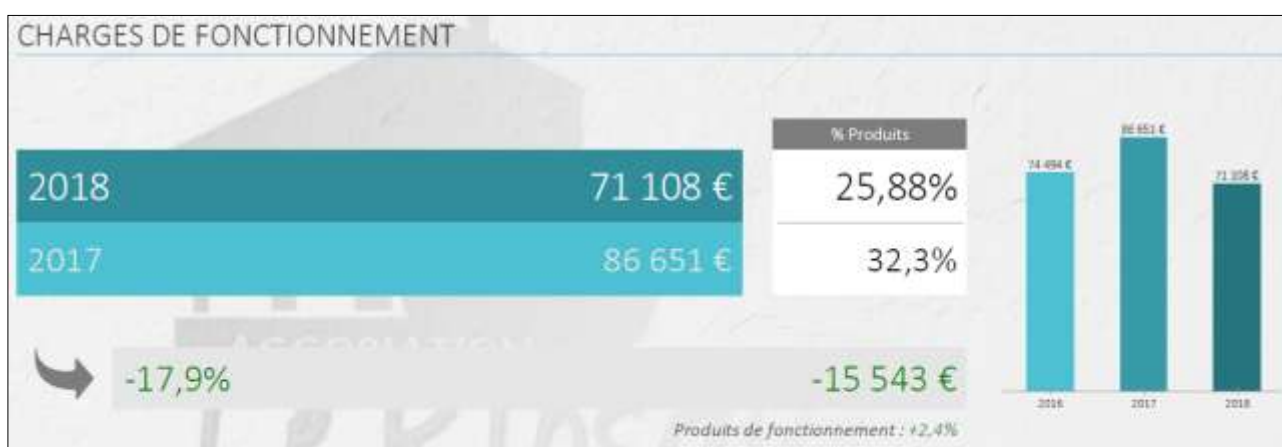 CHARGES DE FONCTIONNEMENT
% Produits
2018 71 108 € 25,88%
2017 86 651 € 32,3%
-17,9% -15 543 €
Produits de fonctionnement : +2,4%
74 494 €
86 651 €
71 108 €
2016 2017 2018
ASSOCIATION